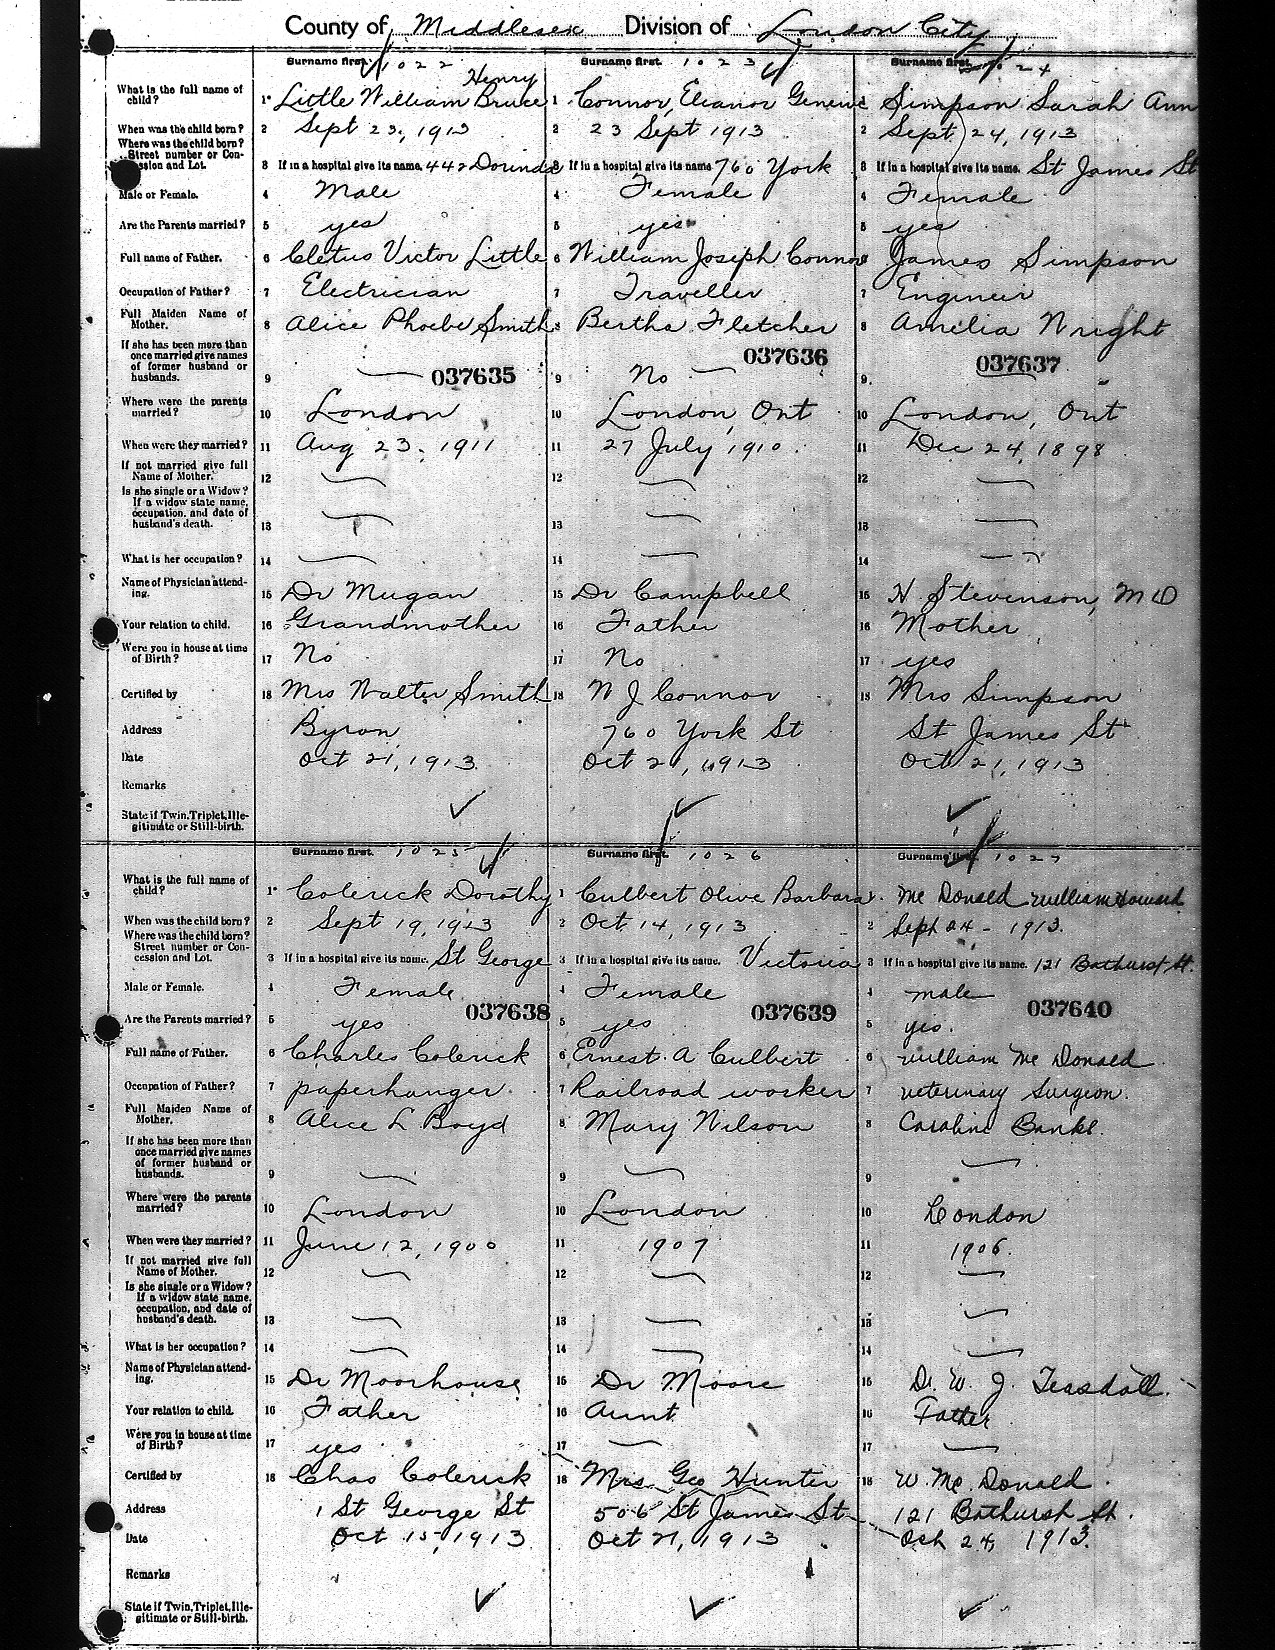 County of Middlesex Division of London City
Surname first. 1022
Surname first. 1023
Surname first. 1024
What is the full name of child?
1 Little William Henry Bruce
1 Connor, Eleanor
1 Simpson Sarah Ann
When was the child born?
2 Sept 23, 1913
2 23 Sept 1913
2 Sept 24, 1913
Where was the child born? Street number or Concession and Lot.
3 If in a hospital give its name. 442
3 If in a hospital give its name 760 York
3 If in a hospital give its name. St James St
Male or Female.
4 Male
4 Female
4 Female
Are the Parents married?
5 yes
5 yes
5 yes
Full name of Father.
6 Cletus Victor Little
6 William Joseph Connor
6 James Simpson
Occupation of Father?
7 Electrician
7 Traveller
7 Engineer
Full Maiden Name of Mother.
8 Alice Phoebe Smith
8 Bertha Fletcher
8 Amelia Wright
If she has been more than once married give names of former husband or husbands.
9 — 037635
9 No — 037636
9 037637
Where were the parents married?
10 London
10 London, Ont
10 London, Ont
When were they married?
11 Aug 23, 1911
11 27 July 1910.
11 Dec 24, 1898
If not married give full Name of Mother.
12 —
12 —
12 —
Is she single or a Widow? If a widow state name, occupation, and date of husband's death.
13 —
13 —
13 —
What is her occupation?
14 —
14 —
14 —
Name of Physician attending.
15 Dr Mugan
15 Dr Campbell
15 H. Stevenson, MD
Your relation to child.
16 Grandmother
16 Father
16 Mother
Were you in house at time of Birth?
17 No
17 No
17 yes
Certified by
18 Mrs Walter Smith
18 W J Connor
18 Mrs Simpson
Address
Byron
760 York St
St James St
Date
Oct 21, 1913
Oct 21, 1913
Oct 21, 1913
Remarks
State if Twin, Triplet, Illegitimate or Still-birth.
Surname first. 1025
Surname first. 1026
Surname first. 1027
What is the full name of child?
1 Colerick Dorothy
1 Culbert Olive Barbara
1 Mc Donald William Howard
When was the child born?
2 Sept 19, 1913
2 Oct 14, 1913
2 Sept 24 - 1913.
Where was the child born? Street number or Concession and Lot.
3 If in a hospital give its name. St George
3 If in a hospital give its name. Victoria
3 If in a hospital give its name. 121 Bathurst St.
Male or Female.
4 Female
4 Female
4 male
037638
037639
037640
Are the Parents married?
5 yes
5 yes
5 yes.
Full name of Father.
6 Charles Colerick
6 Ernest. A Culbert
6 William Mc Donald
Occupation of Father?
7 paperhanger
7 Railroad worker
7 veterinary Surgeon.
Full Maiden Name of Mother.
8 Alice L Boyd
8 Mary Wilson
8 Caroline Banks.
If she has been more than once married give names of former husband or husbands.
9 —
9 —
9 —
Where were the parents married?
10 London
10 London
10 London
When were they married?
11 June 12, 1900
11 1907
11 1906.
If not married give full Name of Mother.
12 —
12 —
12 —
Is she single or a Widow? If a widow state name, occupation, and date of husband's death.
13 —
13 —
13 —
What is her occupation?
14 —
14 —
14 —
Name of Physician attending.
15 Dr Moorhouse
15 Dr Moore
15 Dr. W. J. Teasdall.
Your relation to child.
16 Father
16 Aunt
16 Father
Were you in house at time of Birth?
17 yes
17 —
17 —
Certified by
18 Chas Colerick
18 Mrs Geo Hunter
18 W. Mc Donald
Address
1 St George St
506 St James St
121 Bathurst St.
Date
Oct 15, 1913
Oct 21, 1913
Oct 24, 1913.
Remarks
State if Twin, Triplet, Illegitimate or Still-birth.